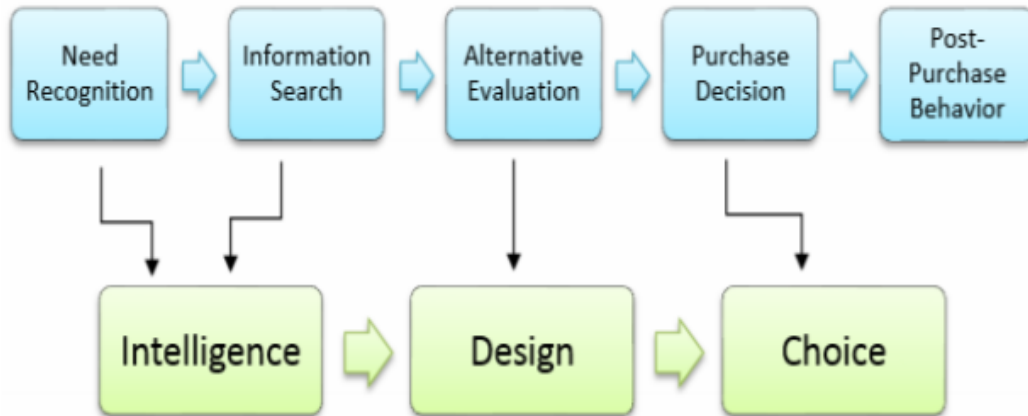 Need
Recognition
Information
Search
Alternative
Evaluation
Purchase
Decision
Post-
Purchase
Behavior
Intelligence
Design
Choice